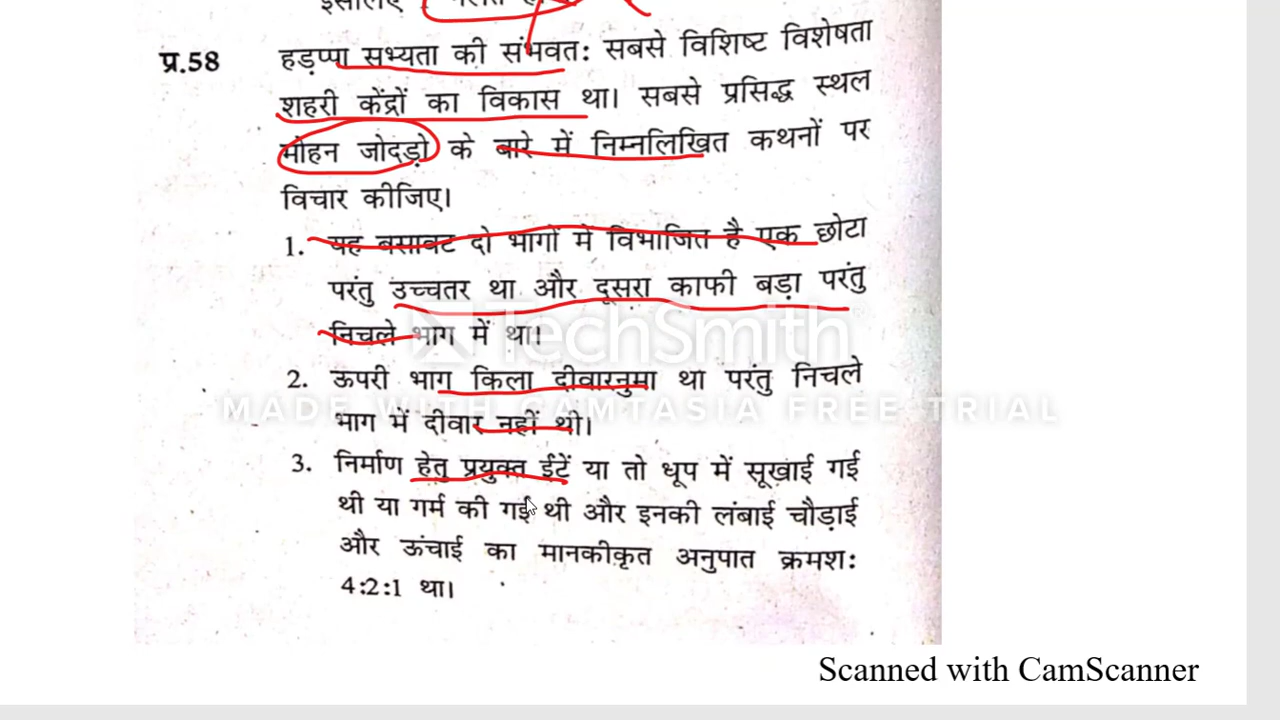 प्र.58 हड़प्पा सभ्यता की संभवत: सबसे विशिष्ट विशेषता
शहरी केंद्रों का विकास था। सबसे प्रसिद्ध स्थल
मोहन जोदड़ो के बारे में निम्नलिखित कथनों पर
विचार कीजिए।
1. यह बसावट दो भागों में विभाजित है एक छोटा
परंतु उच्चतर था और दूसरा काफी बड़ा परंतु
निचले भाग में था।
TechSmith
2. ऊपरी भाग किला दीवारनुमा था परंतु निचले
MADE WITH CAMTASIA FREE TRIAL
भाग में दीवार नहीं थी।
3. निर्माण हेतु प्रयुक्त ईंटें या तो धूप में सूखाई गई
थी या गर्म की गई थी और इनकी लंबाई चौड़ाई
और ऊंचाई का मानकीकृत अनुपात क्रमश:
4:2:1 था।
Scanned with CamScanner